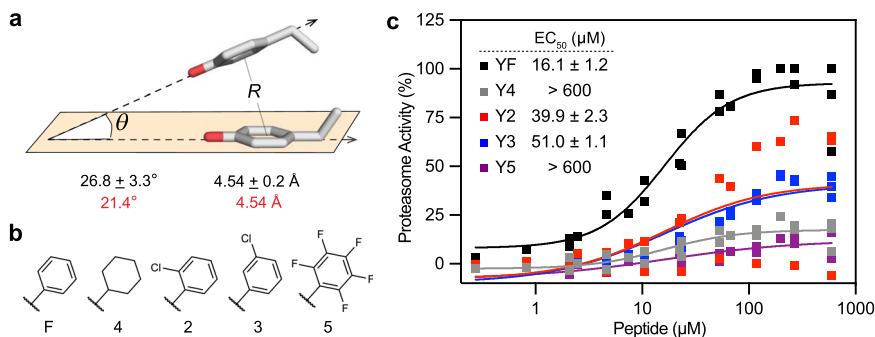 a
θ
R
26.8 ± 3.3°
4.54 ± 0.2 Å
21.4°
4.54 Å
b
F
4
Cl
2
Cl
3
F
F
F
F
F
5
c
Proteasome Activity (%)
125
100
75
50
25
0
EC50 (μM)
YF 16.1 ± 1.2
Y4 > 600
Y2 39.9 ± 2.3
Y3 51.0 ± 1.1
Y5 > 600
1 10 100 1000
Peptide (μM)